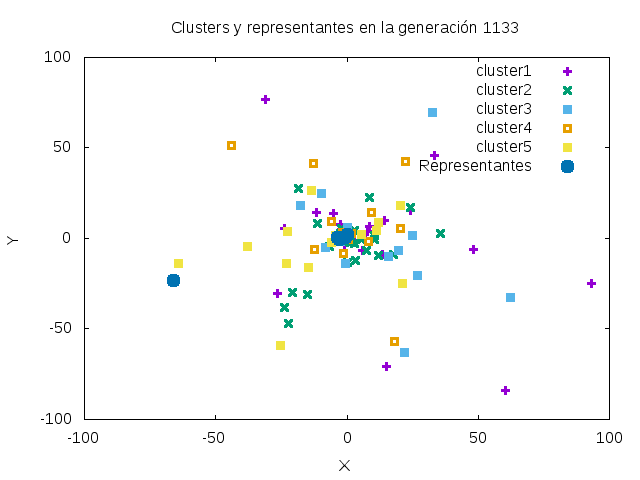 Clusters y representantes en la generación 1133
100
50
0
-50
-100
-100
-50
0
50
100
Y
X
cluster1
cluster2
cluster3
cluster4
cluster5
Representantes